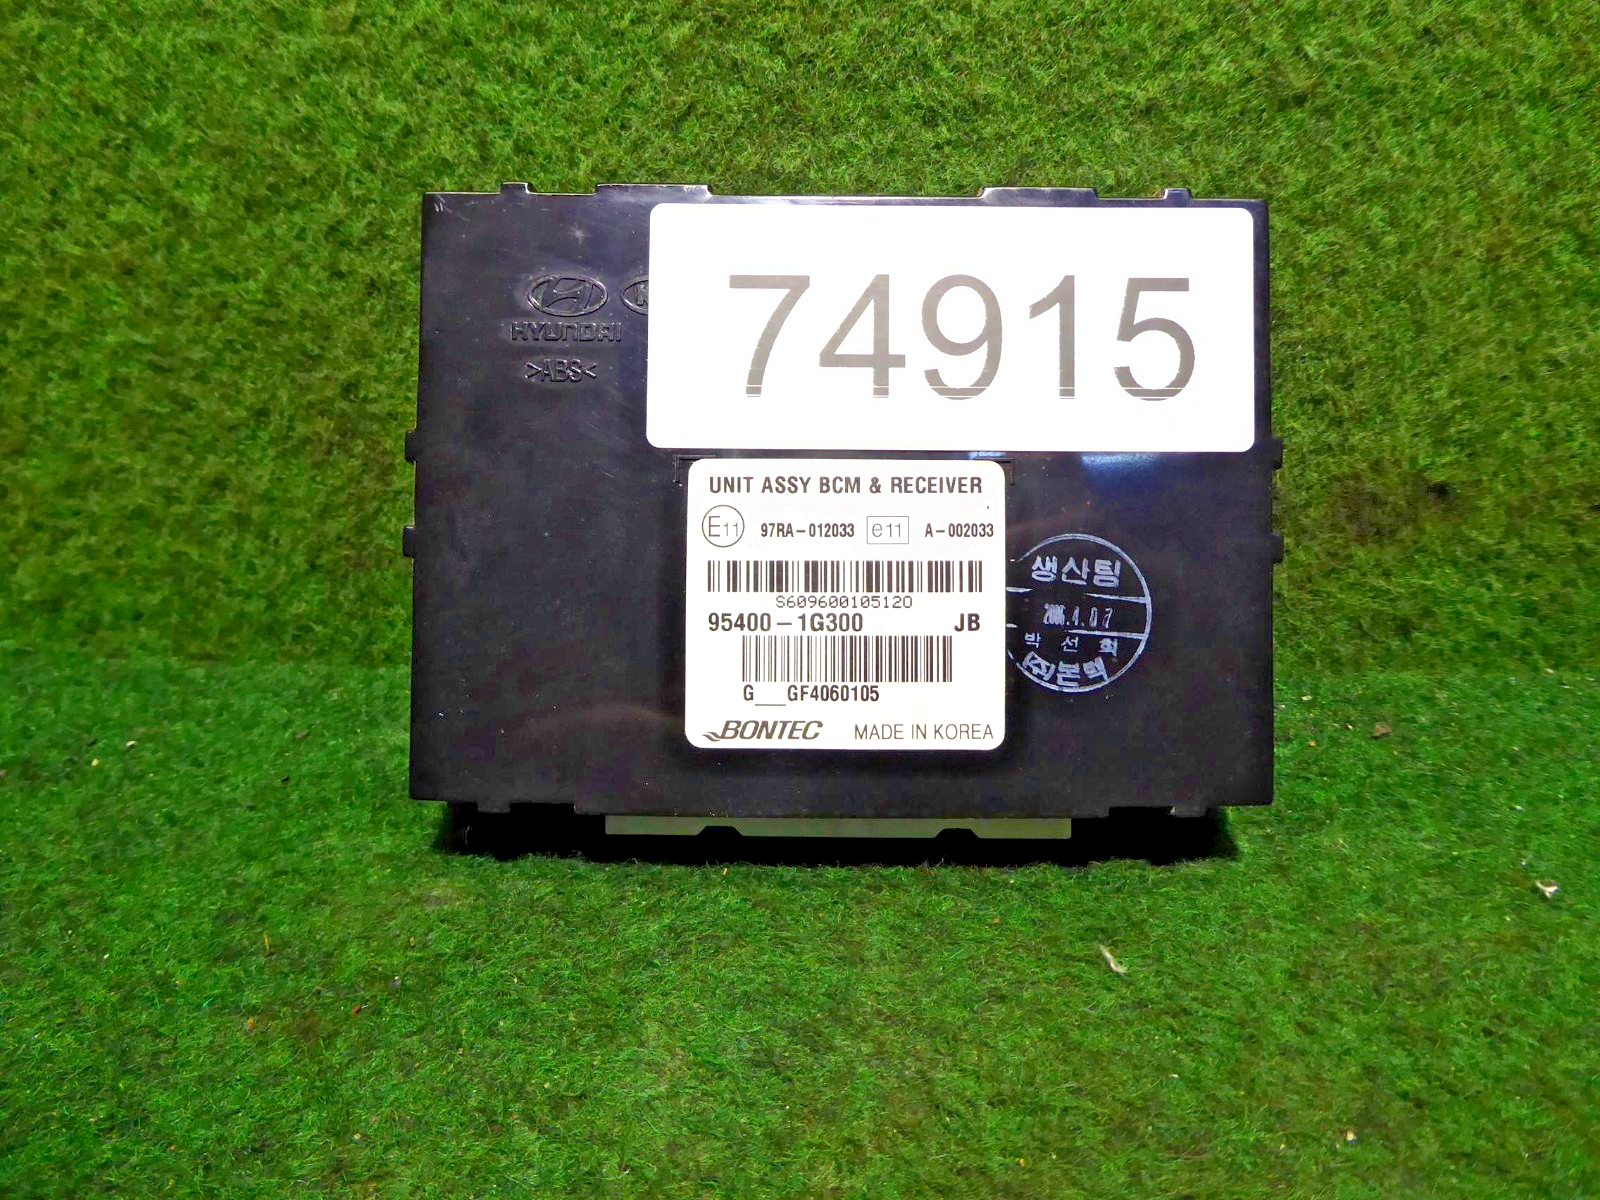 74915
HYUNDAI
>ABS<
UNIT ASSY BCM & RECEIVER
E11 97RA-012033 e11 A-002033
S609600105120
95400-1G300 JB
G___GF4060105
BONTEC MADE IN KOREA
생산팀
2006.4.07
박 선 희
(주)본텍